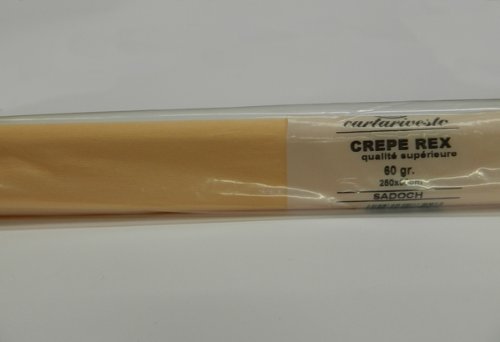 cartariveste
CREPE REX
qualité supérieure
60 gr.
SADOCH